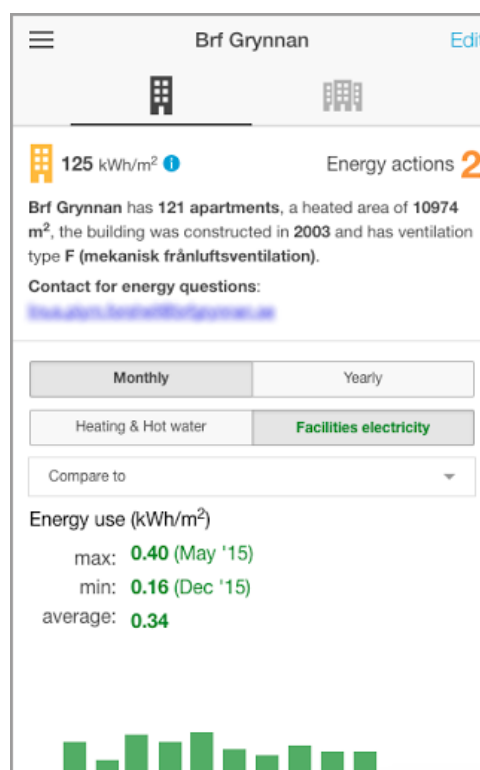 Brf Grynnan
Edit
125 kWh/m²
Energy actions 2
Brf Grynnan has 121 apartments, a heated area of 10974
m², the building was constructed in 2003 and has ventilation
type F (mekanisk frånluftsventilation).
Contact for energy questions:
Monthly
Yearly
Heating & Hot water
Facilities electricity
Compare to
Energy use (kWh/m²)
max: 0.40 (May '15)
min: 0.16 (Dec '15)
average: 0.34